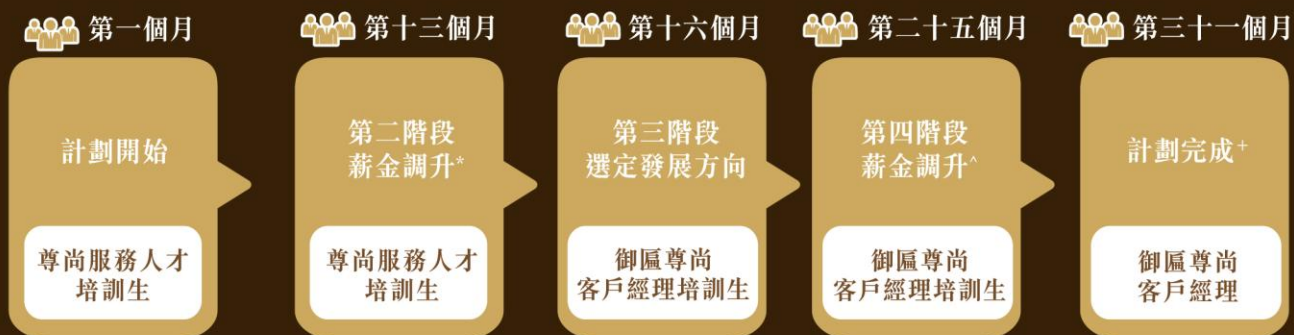 第一個月
第十三個月
第十六個月
第二十五個月
第三十一個月
計劃開始
第二階段
薪金調升*
第三階段
選定發展方向
第四階段
薪金調升^
計劃完成+
尊尚服務人才
培訓生
尊尚服務人才
培訓生
御匾尊尚
客戶經理培訓生
御匾尊尚
客戶經理培訓生
御匾尊尚
客戶經理